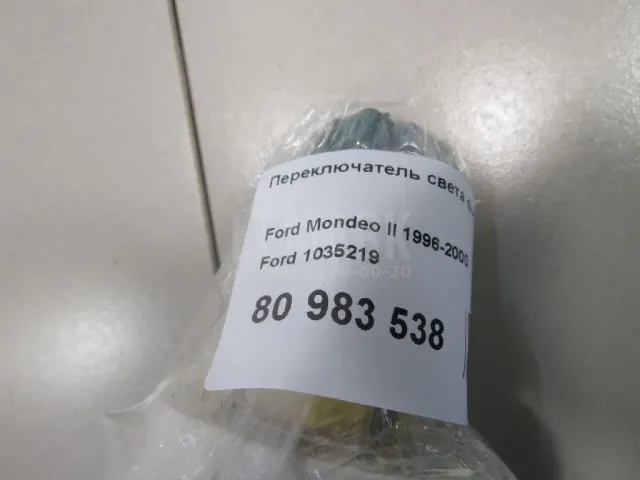 Переключатель света
Ford Mondeo II 1996-2000
Ford 1035219
80 983 538